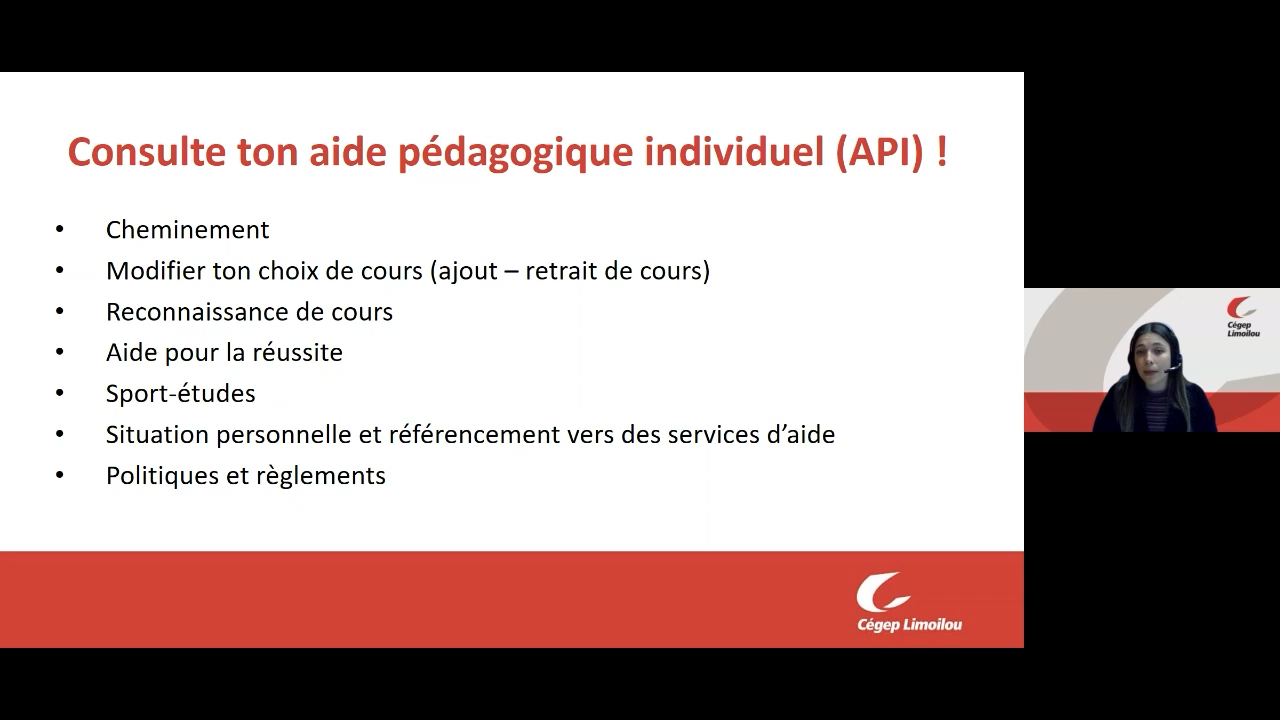 Consulte ton aide pédagogique individuel (API) !
• Cheminement
• Modifier ton choix de cours (ajout – retrait de cours)
• Reconnaissance de cours
• Aide pour la réussite
• Sport-études
• Situation personnelle et référencement vers des services d’aide
• Politiques et règlements
Cégep Limoilou
Cégep
Limoilou